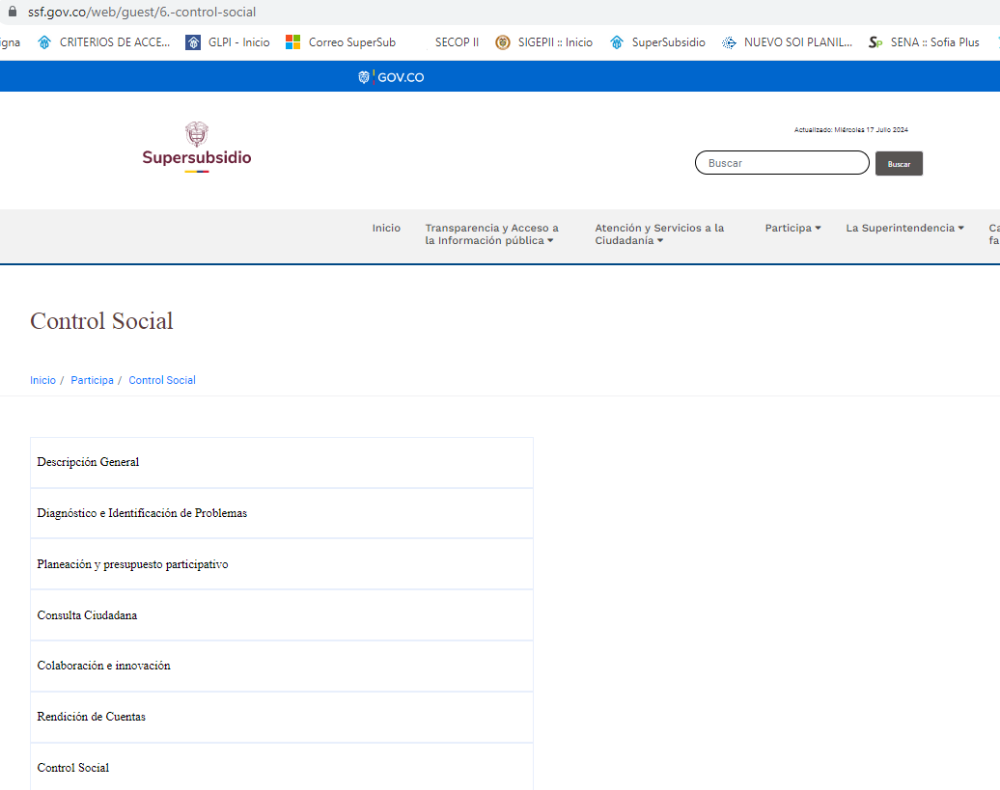 ssf.gov.co/web/guest/6.-control-social
igna CRITERIOS DE ACCE... GLPI - Inicio Correo SuperSub SECOP II SIGEPII :: Inicio SuperSubsidio NUEVO SOI PLANIL... SENA :: Sofia Plus
GOV.CO
Actualizado: Miércoles 17 Julio 2024
Supersubsidio
Buscar Buscar
Inicio Transparencia y Acceso a Atención y Servicios a la Participa La Superintendencia Ca
la Información pública Ciudadanía fa
Control Social
Inicio / Participa / Control Social
Descripción General
Diagnóstico e Identificación de Problemas
Planeación y presupuesto participativo
Consulta Ciudadana
Colaboración e innovación
Rendición de Cuentas
Control Social